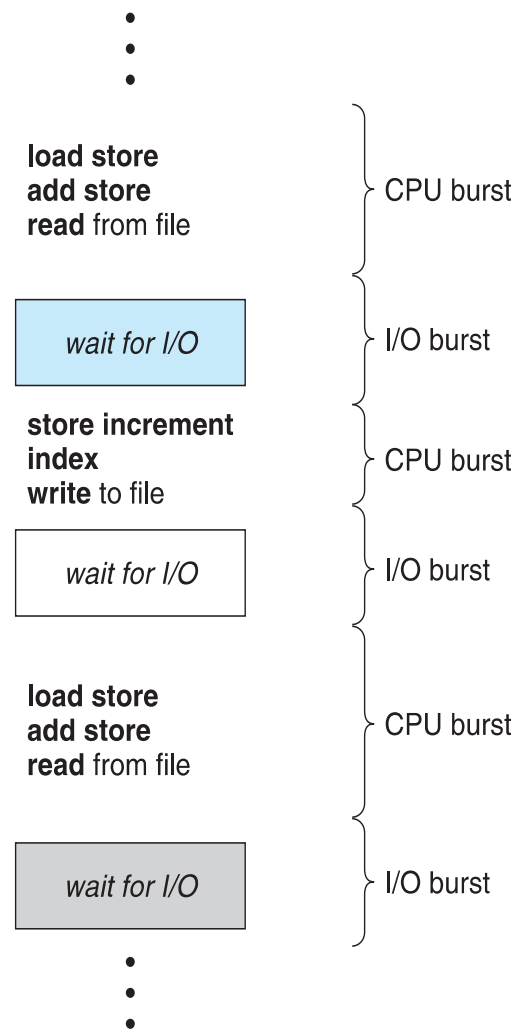 load store
add store
read from file
CPU burst
wait for I/O
I/O burst
store increment
index
write to file
CPU burst
wait for I/O
I/O burst
load store
add store
read from file
CPU burst
wait for I/O
I/O burst